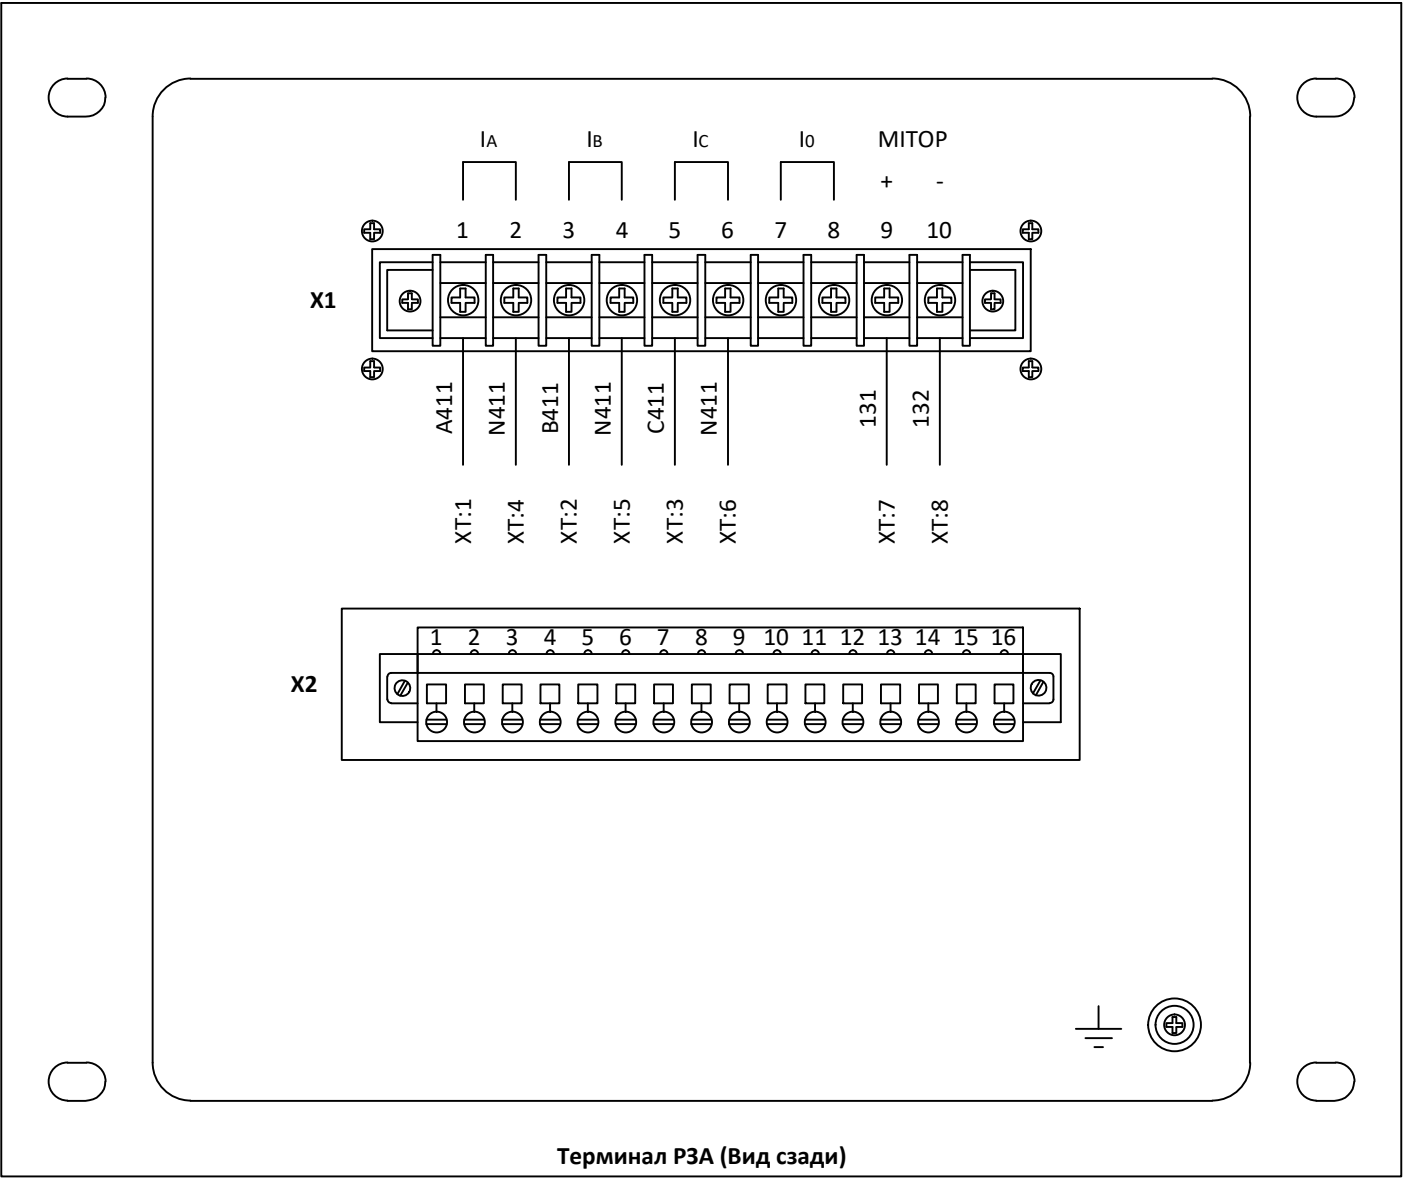 IA IB IC I0 MITOP
+ -
1 2 3 4 5 6 7 8 9 10
X1
A411 N411 B411 N411 C411 N411 131 132
XT:1 XT:4 XT:2 XT:5 XT:3 XT:6 XT:7 XT:8
1 2 3 4 5 6 7 8 9 10 11 12 13 14 15 16
X2
Терминал РЗА (Вид сзади)